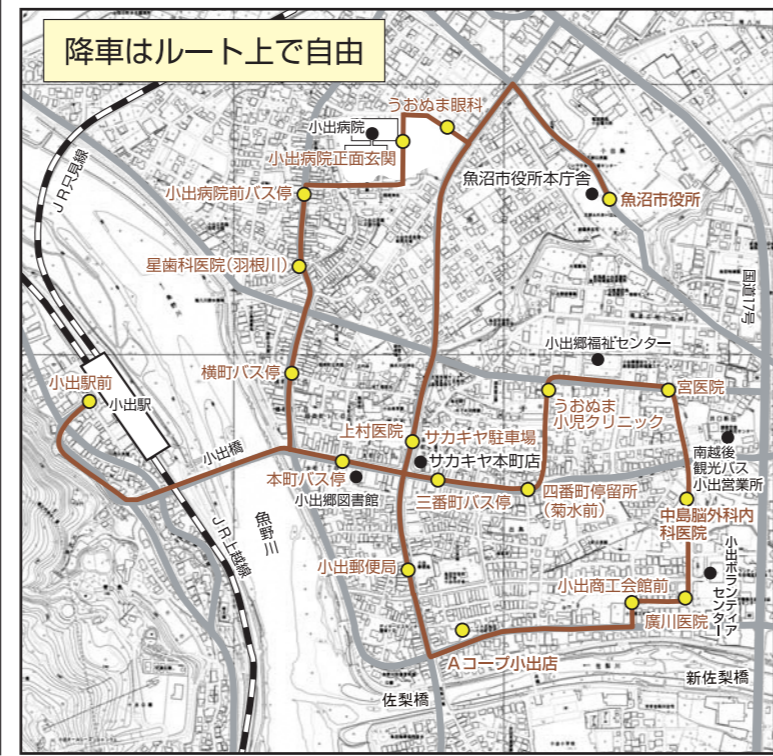 降車はルート上で自由
うおぬま眼科
小出病院
小出病院正面玄関
JR只見線
小出病院前バス停
魚沼市役所本庁舎
魚沼市役所
星歯科医院(羽根川)
国道17号
小出郷福祉センター
横町バス停
小出駅前
小出駅
うおぬま
小児クリニック
宮医院
小出橋
上村医院
サカキヤ駐車場
サカキヤ本町店
南越後
観光バス
小出営業所
本町バス停
小出郷図書館
三番町バス停
四番町停留所
(菊水前)
中島脳外科内
科医院
魚野川
JR上越線
小出郵便局
小出商工会館前
小出ボランティア
センター
廣川医院
Aコープ小出店
佐梨橋
新佐梨橋